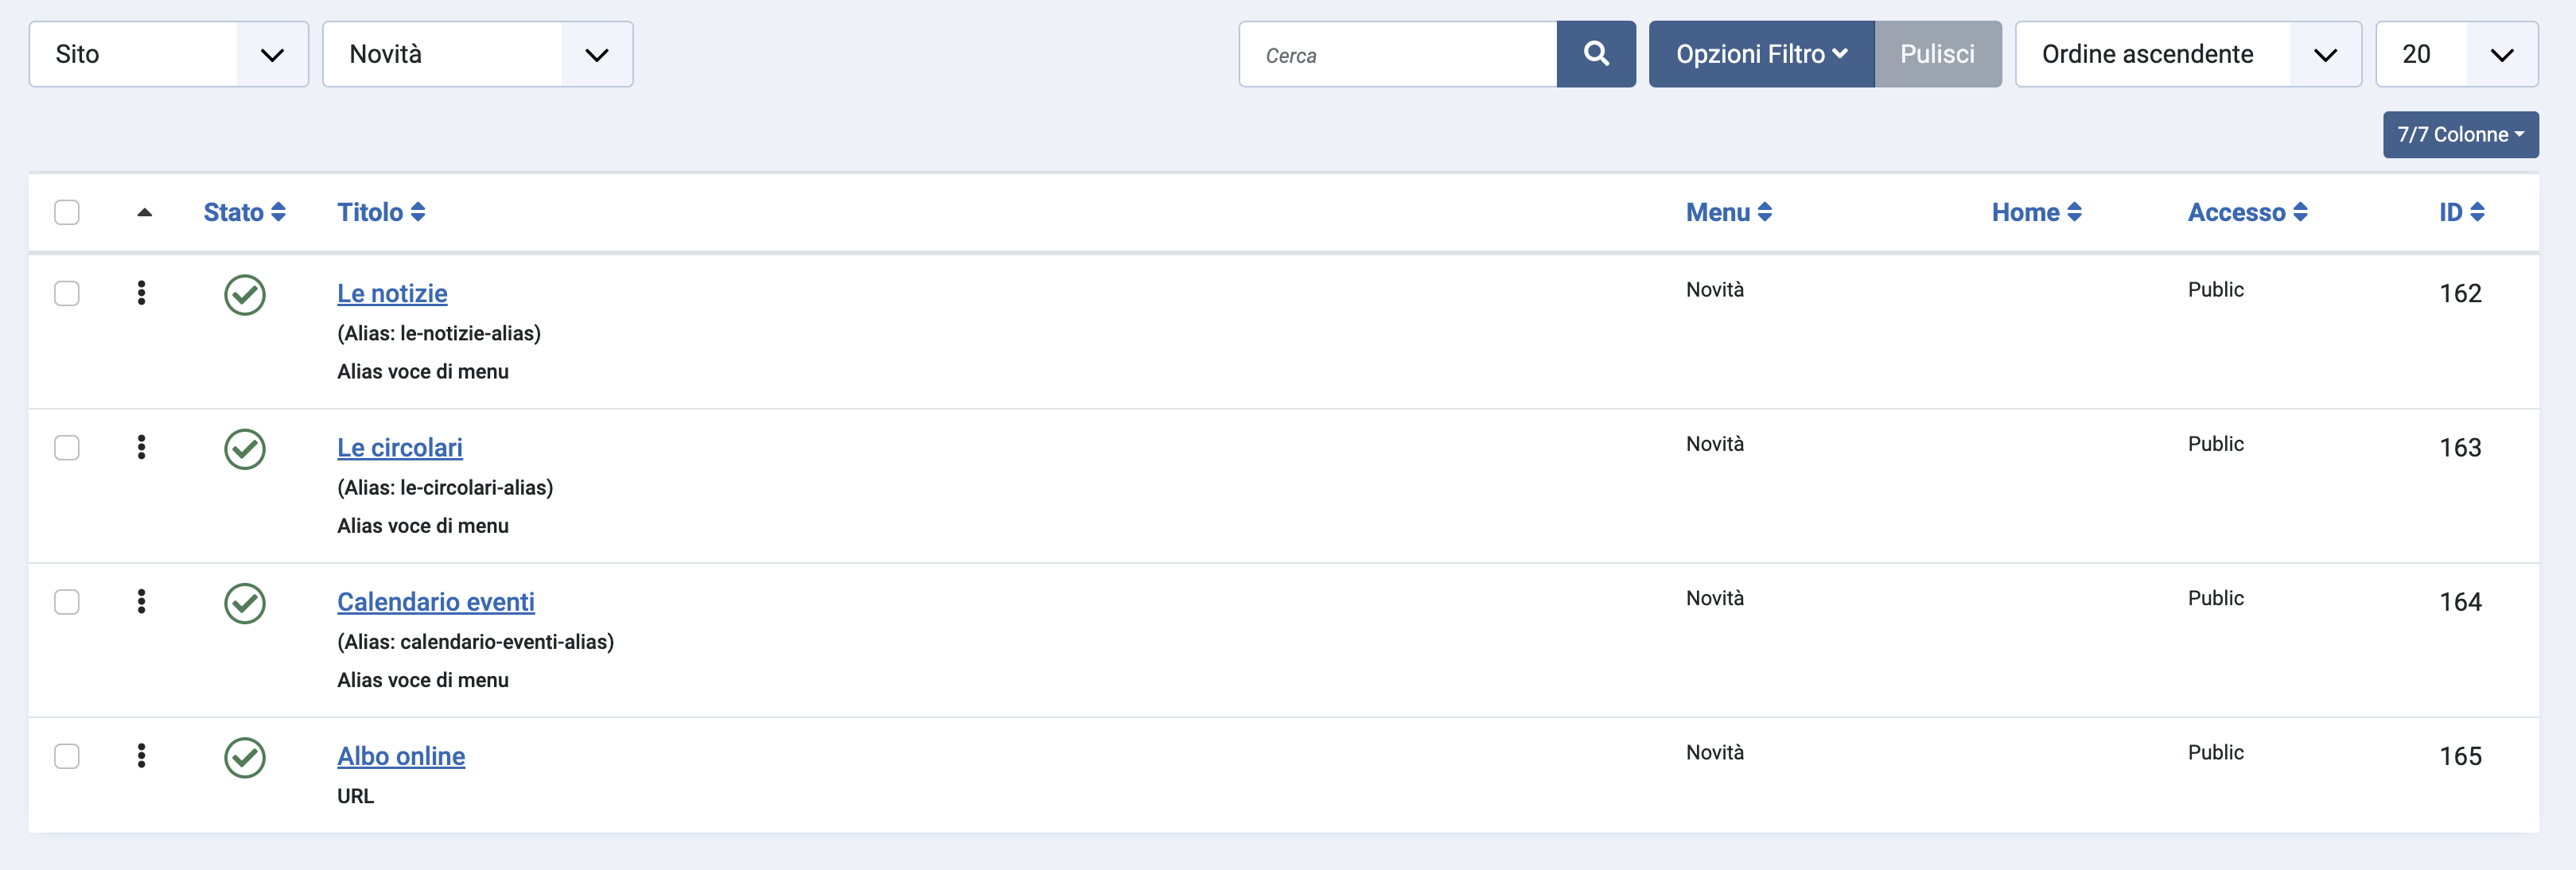 Sito Novità Cerca Opzioni Filtro Pulisci Ordine ascendente 20
7/7 Colonne
Stato Titolo Menu Home Accesso ID
Le notizie Novità Public 162
(Alias: le-notizie-alias)
Alias voce di menu
Le circolari Novità Public 163
(Alias: le-circolari-alias)
Alias voce di menu
Calendario eventi Novità Public 164
(Alias: calendario-eventi-alias)
Alias voce di menu
Albo online Novità Public 165
URL